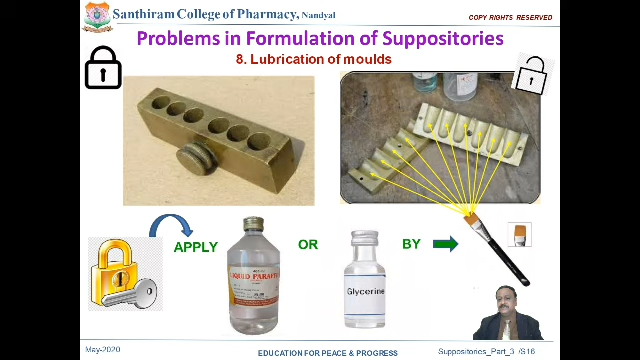 Santhiram College of Pharmacy, Nandyal
COPY RIGHTS RESERVED
Problems in Formulation of Suppositories
8. Lubrication of moulds
APPLY
OR
BY
LIQUID PARAFFIN
Glycerine
May-2020
EDUCATION FOR PEACE & PROGRESS
Suppositories_Part_3 /S16